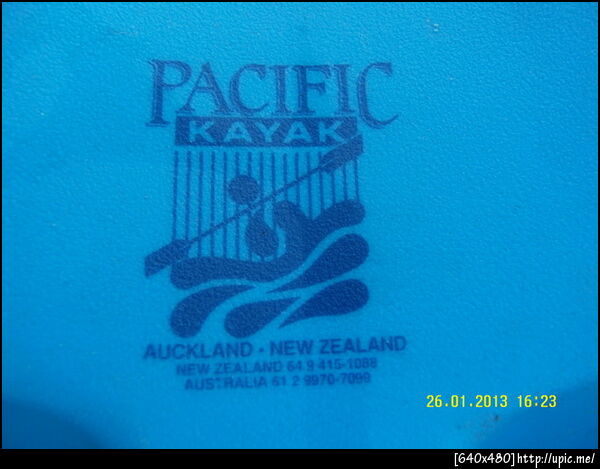 PACIFIC
KAYAK
AUCKLAND • NEW ZEALAND
NEW ZEALAND 64 9 415-1088
AUSTRALIA 61 2 9970-7099
26.01.2013 16:23
[640x480]http://upic.me/